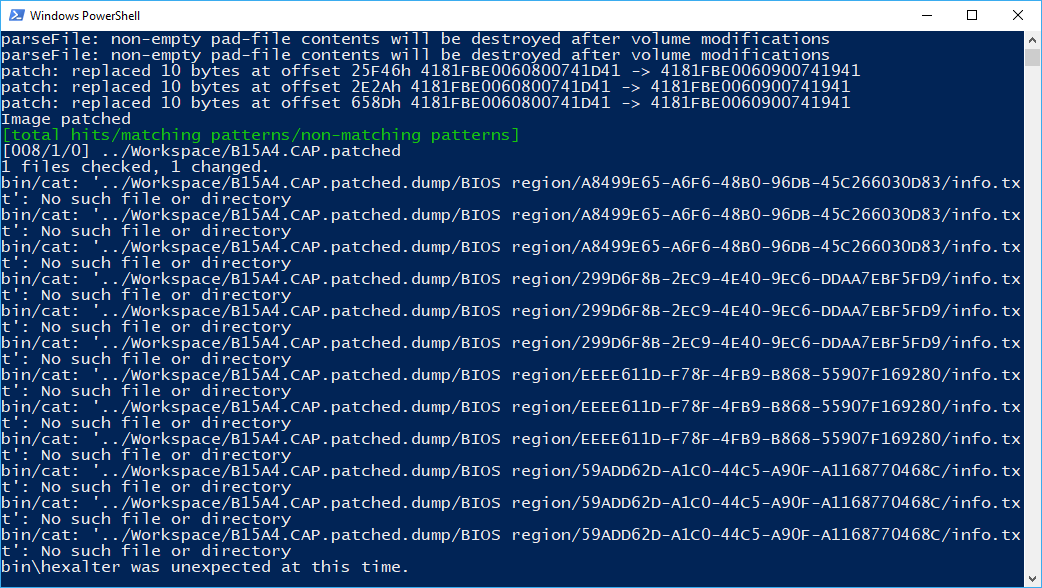 Windows PowerShell
parseFile: non-empty pad-file contents will be destroyed after volume modifications
parseFile: non-empty pad-file contents will be destroyed after volume modifications
patch: replaced 10 bytes at offset 25F46h 4181FBE0060800741D41 -> 4181FBE0060900741941
patch: replaced 10 bytes at offset 2E2Ah 4181FBE0060800741D41 -> 4181FBE0060900741941
patch: replaced 10 bytes at offset 658Dh 4181FBE0060800741D41 -> 4181FBE0060900741941
Image patched
[total hits/matching patterns/non-matching patterns]
[008/1/0] ../Workspace/B15A4.CAP.patched
1 files checked, 1 changed.
bin/cat: '../Workspace/B15A4.CAP.patched.dump/BIOS region/A8499E65-A6F6-48B0-96DB-45C266030D83/info.tx
t': No such file or directory
bin/cat: '../Workspace/B15A4.CAP.patched.dump/BIOS region/A8499E65-A6F6-48B0-96DB-45C266030D83/info.tx
t': No such file or directory
bin/cat: '../Workspace/B15A4.CAP.patched.dump/BIOS region/A8499E65-A6F6-48B0-96DB-45C266030D83/info.tx
t': No such file or directory
bin/cat: '../Workspace/B15A4.CAP.patched.dump/BIOS region/299D6F8B-2EC9-4E40-9EC6-DDAA7EBF5FD9/info.tx
t': No such file or directory
bin/cat: '../Workspace/B15A4.CAP.patched.dump/BIOS region/299D6F8B-2EC9-4E40-9EC6-DDAA7EBF5FD9/info.tx
t': No such file or directory
bin/cat: '../Workspace/B15A4.CAP.patched.dump/BIOS region/299D6F8B-2EC9-4E40-9EC6-DDAA7EBF5FD9/info.tx
t': No such file or directory
bin/cat: '../Workspace/B15A4.CAP.patched.dump/BIOS region/EEEE611D-F78F-4FB9-B868-55907F169280/info.tx
t': No such file or directory
bin/cat: '../Workspace/B15A4.CAP.patched.dump/BIOS region/EEEE611D-F78F-4FB9-B868-55907F169280/info.tx
t': No such file or directory
bin/cat: '../Workspace/B15A4.CAP.patched.dump/BIOS region/EEEE611D-F78F-4FB9-B868-55907F169280/info.tx
t': No such file or directory
bin/cat: '../Workspace/B15A4.CAP.patched.dump/BIOS region/59ADD62D-A1C0-44C5-A90F-A1168770468C/info.tx
t': No such file or directory
bin/cat: '../Workspace/B15A4.CAP.patched.dump/BIOS region/59ADD62D-A1C0-44C5-A90F-A1168770468C/info.tx
t': No such file or directory
bin/cat: '../Workspace/B15A4.CAP.patched.dump/BIOS region/59ADD62D-A1C0-44C5-A90F-A1168770468C/info.tx
t': No such file or directory
bin\hexalter was unexpected at this time.